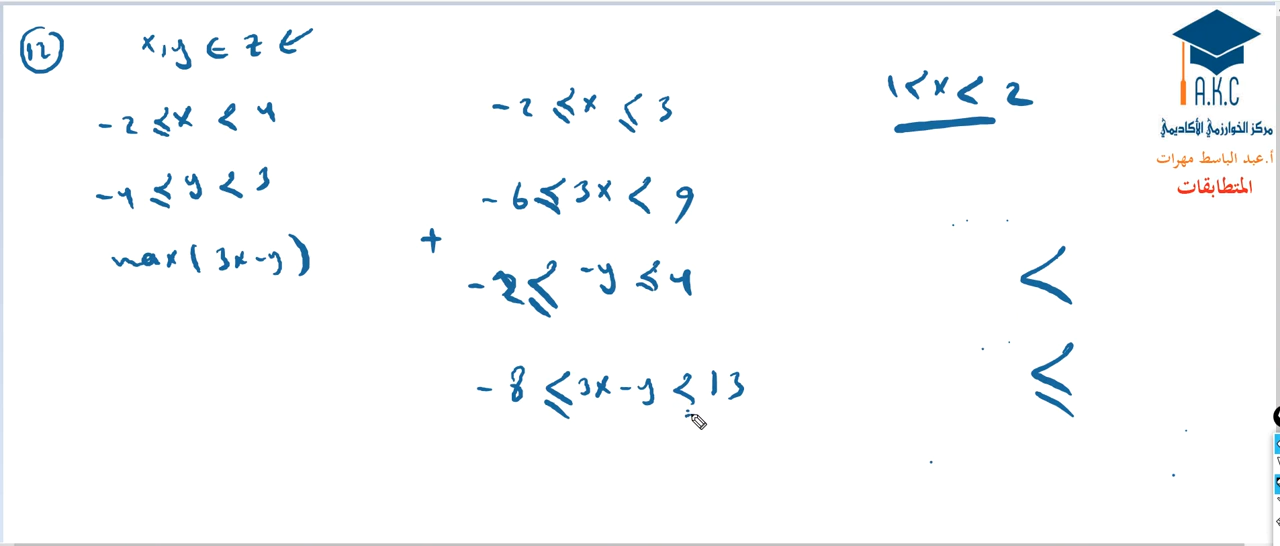 12
x,y ∈ z ←
-2 ≤ x < 4
-4 ≤ y < 3
max( 3x-y )
-2 ≤ x ≤ 3
-6 ≤ 3x < 9
+
-2 ≤ -y ≤ 4
-8 ≤ 3x-y < 13
1 < x < 2
<
≤
A.K.C
مركز الخوارزمي الأكاديمي
أ.عبد الباسط مهرات
المتطابقات